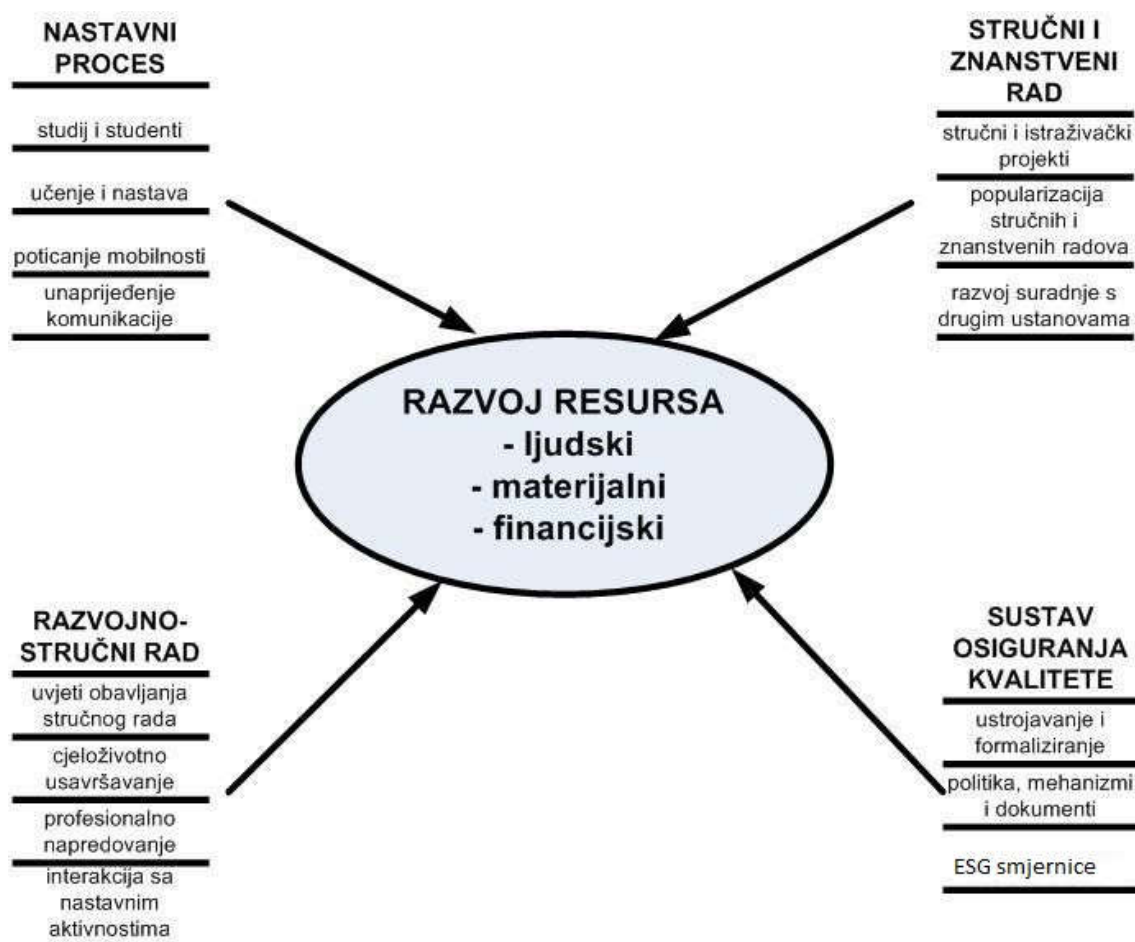 NASTAVNI
PROCES
studij i studenti
učenje i nastava
poticanje mobilnosti
unaprijeđenje
komunikacije
STRUČNI I
ZNANSTVENI
RAD
stručni i istraživački
projekti
popularizacija
stručnih i
znanstvenih radova
razvoj suradnje s
drugim ustanovama
RAZVOJ RESURSA
- ljudski
- materijalni
- financijski
RAZVOJNO-
STRUČNI RAD
uvjeti obavljanja
stručnog rada
cjeloživotno
usavršavanje
profesionalno
napredovanje
interakcija sa
nastavnim
aktivnostima
SUSTAV
OSIGURANJA
KVALITETE
ustrojavanje i
formaliziranje
politika, mehanizmi
i dokumenti
ESG smjernice